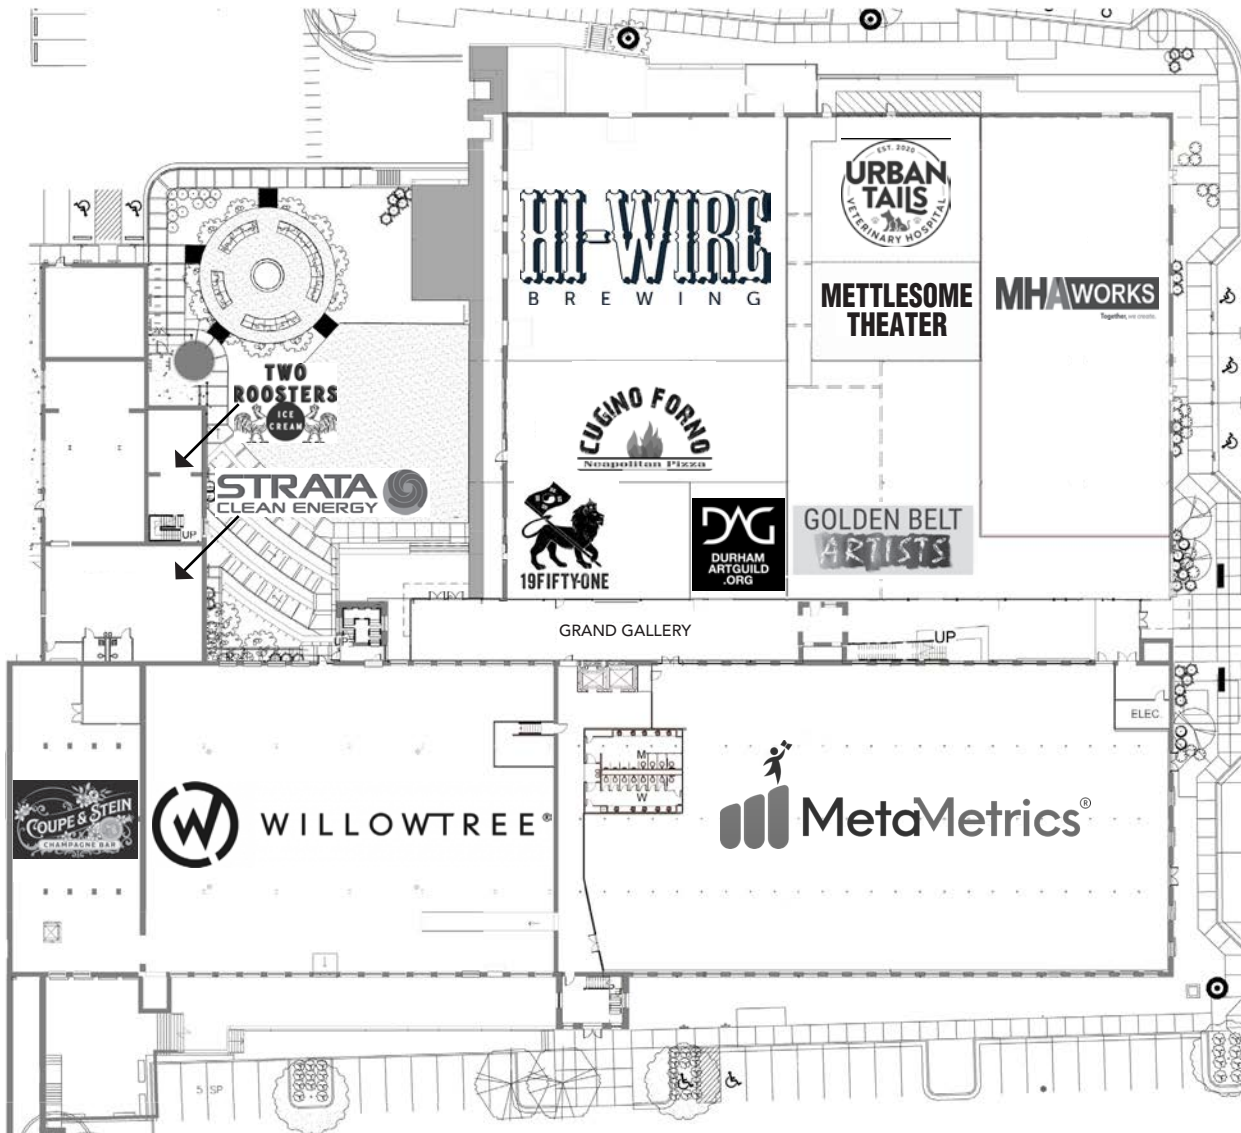 EST. 2020
URBAN
TAILS
VETERINARY HOSPITAL
HI-WIRE
BREWING
METTLESOME
THEATER
MHAWORKS
Together, we create.
TWO
ROOSTERS
ICE
CREAM
CUGINO FORNO
Neapolitan Pizza
STRATA
CLEAN ENERGY
UP
19FIFTY-ONE
DAG
DURHAM
ARTGUILD
.ORG
GOLDEN BELT
ARTISTS
GRAND GALLERY
UP
UP
ELEC.
M
W
COUPE & STEIN
CHAMPAGNE BAR
W WILLOWTREE®
MetaMetrics®
5 SP